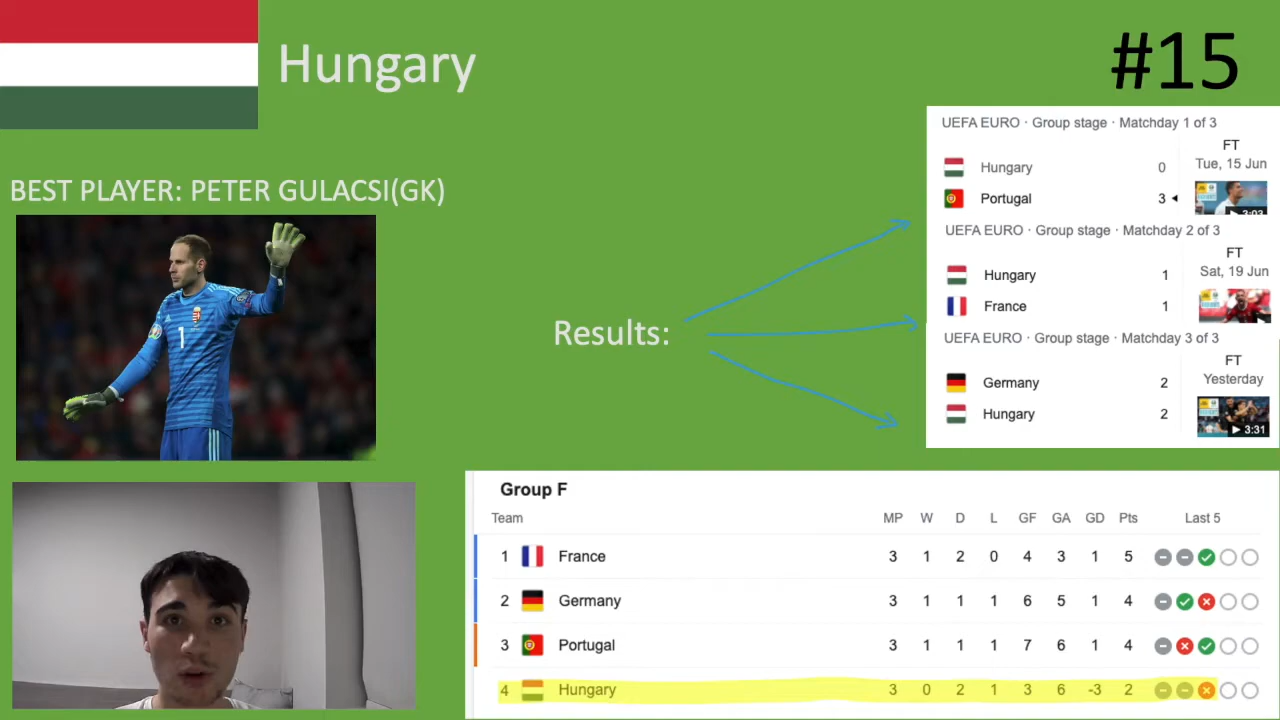 Hungary
#15
BEST PLAYER: PETER GULACSI(GK)
1
Results:
UEFA EURO · Group stage · Matchday 1 of 3
FT
Hungary 0
Tue, 15 Jun
Portugal 3
3:03
UEFA EURO · Group stage · Matchday 2 of 3
FT
Hungary 1
Sat, 19 Jun
France 1
UEFA EURO · Group stage · Matchday 3 of 3
FT
Germany 2
Yesterday
Hungary 2
3:31
Group F
Team MP W D L GF GA GD Pts Last 5
1 France 3 1 2 0 4 3 1 5
2 Germany 3 1 1 1 6 5 1 4
3 Portugal 3 1 1 1 7 6 1 4
4 Hungary 3 0 2 1 3 6 -3 2